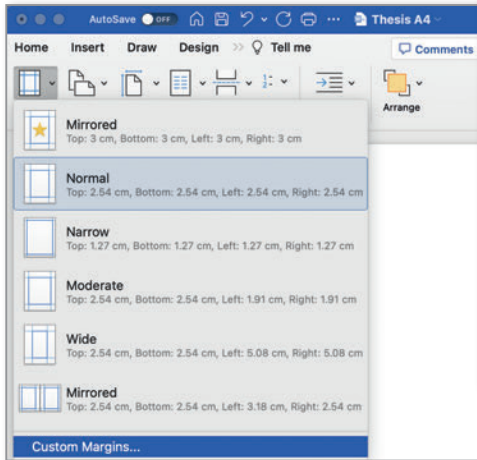 AutoSave OFF ... Thesis A4
Home Insert Draw Design >> Tell me Comments
Arrange
Mirrored
Top: 3 cm, Bottom: 3 cm, Left: 3 cm, Right: 3 cm
Normal
Top: 2.54 cm, Bottom: 2.54 cm, Left: 2.54 cm, Right: 2.54 cm
Narrow
Top: 1.27 cm, Bottom: 1.27 cm, Left: 1.27 cm, Right: 1.27 cm
Moderate
Top: 2.54 cm, Bottom: 2.54 cm, Left: 1.91 cm, Right: 1.91 cm
Wide
Top: 2.54 cm, Bottom: 2.54 cm, Left: 5.08 cm, Right: 5.08 cm
Mirrored
Top: 2.54 cm, Bottom: 2.54 cm, Left: 3.18 cm, Right: 2.54 cm
Custom Margins...